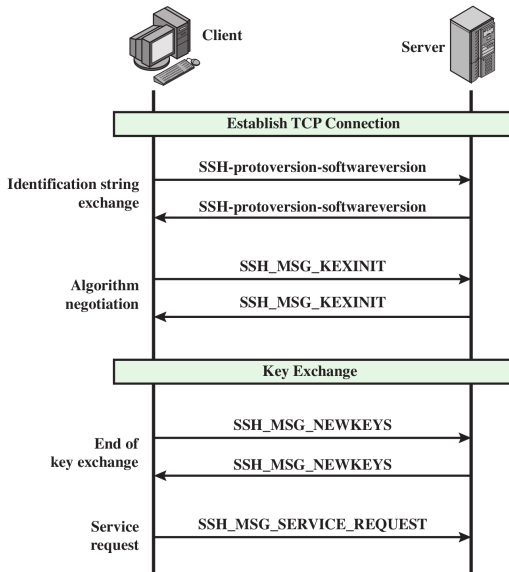 Client
Server
Establish TCP Connection
Identification string
exchange
SSH-protoversion-softwareversion
SSH-protoversion-softwareversion
Algorithm
negotiation
SSH_MSG_KEXINIT
SSH_MSG_KEXINIT
Key Exchange
End of
key exchange
SSH_MSG_NEWKEYS
SSH_MSG_NEWKEYS
Service
request
SSH_MSG_SERVICE_REQUEST